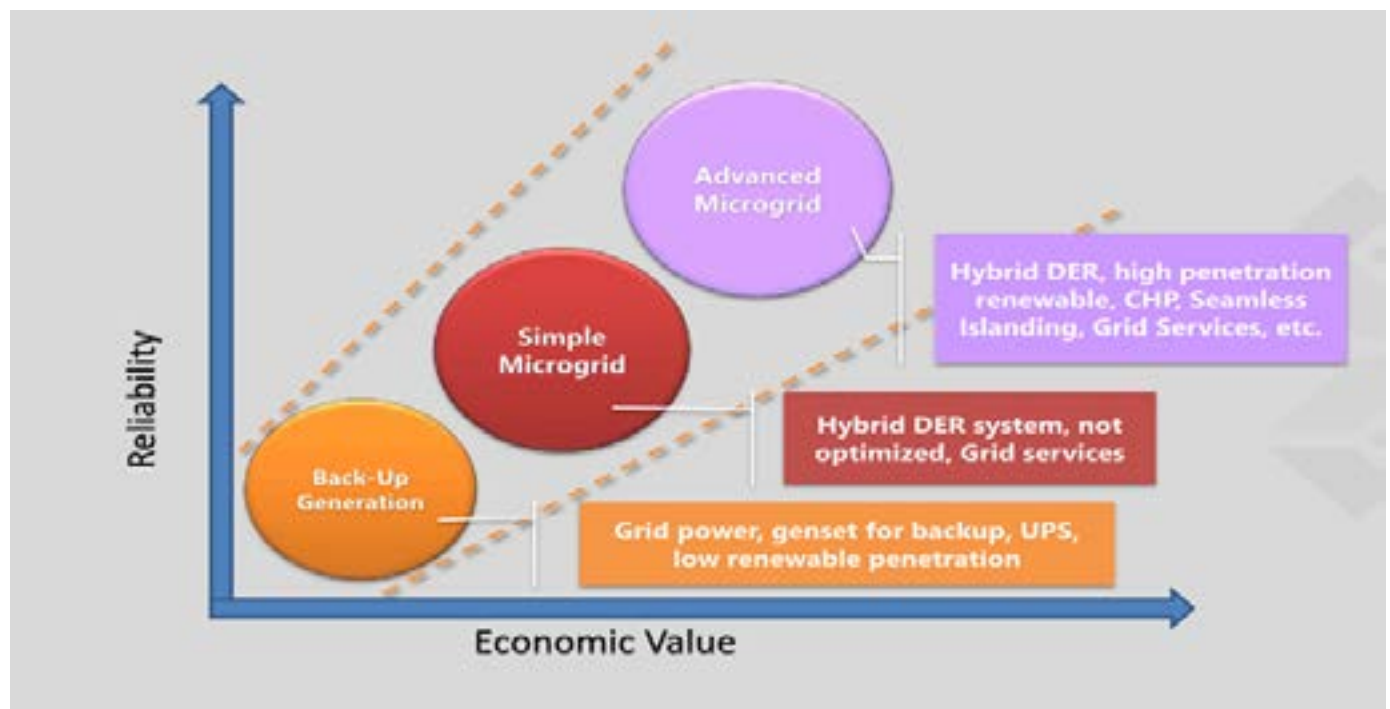 Advanced
Microgrid
Hybrid DER, high penetration
renewable, CHP, Seamless
Islanding, Grid Services, etc.
Simple
Microgrid
Hybrid DER system, not
optimized, Grid services
Back-Up
Generation
Grid power, genset for backup, UPS,
low renewable penetration
Reliability
Economic Value